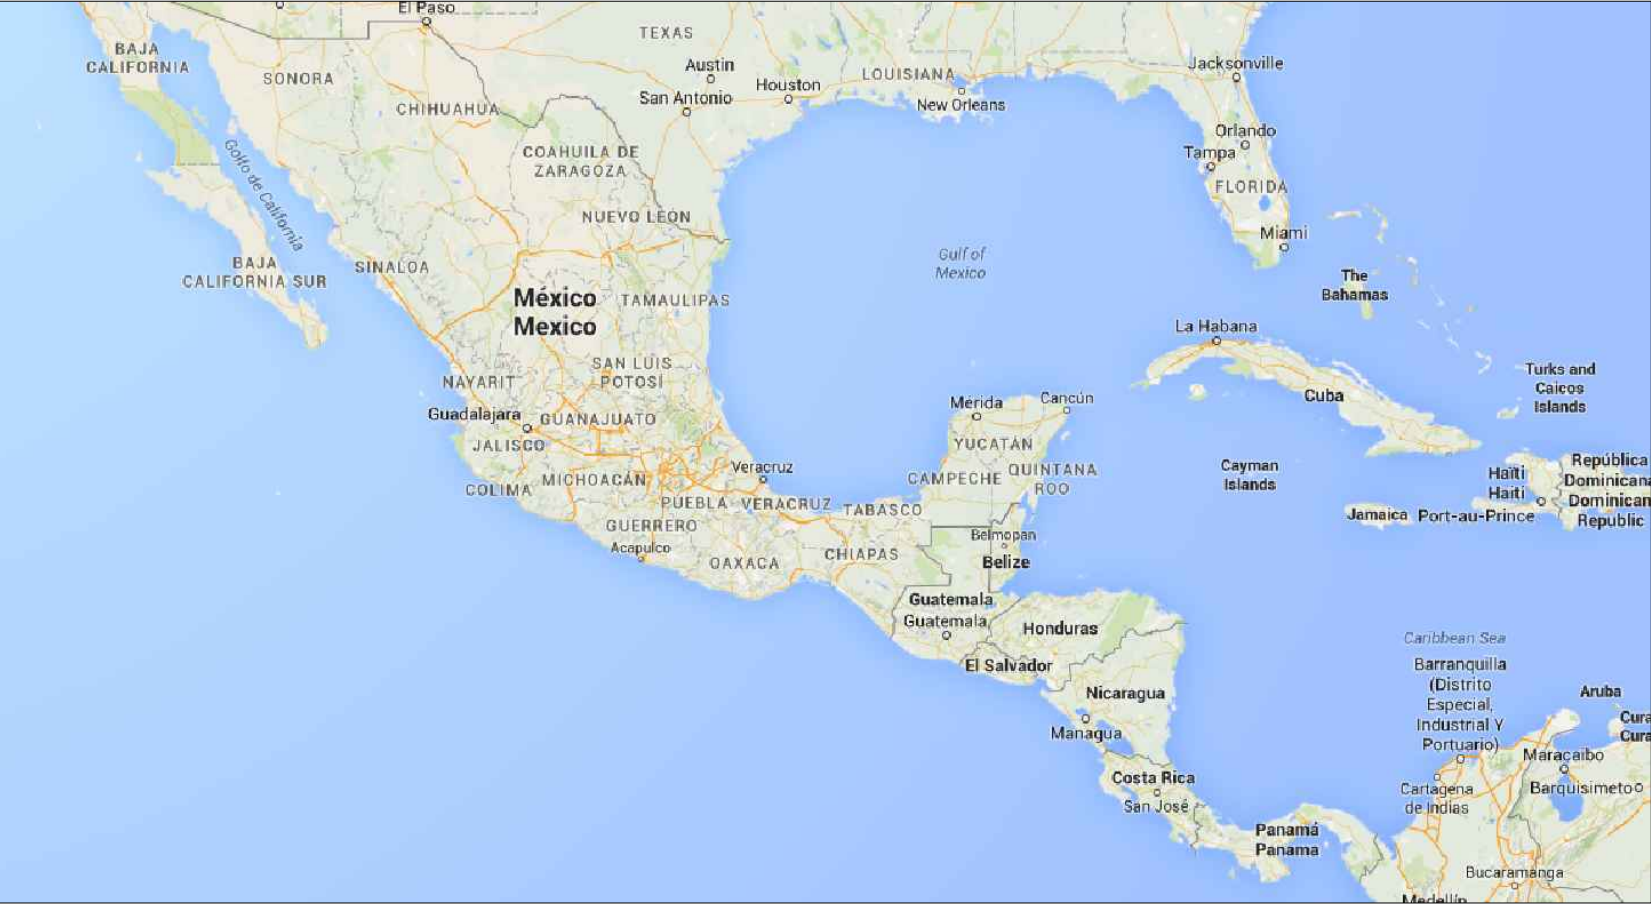 El Paso
BAJA
CALIFORNIA
SONORA
CHIHUAHUA
TEXAS
Austin
San Antonio
Houston
LOUISIANA
New Orleans
Jacksonville
Orlando
Tampa
FLORIDA
Miami
COAHUILA DE
ZARAGOZA
NUEVO LEÓN
Golfo de California
BAJA
CALIFORNIA SUR
SINALOA
México
Mexico
TAMAULIPAS
Gulf of
Mexico
The
Bahamas
La Habana
Cuba
Turks and
Caicos
Islands
SAN LUIS
POTOSÍ
NAYARIT
Guadalajara
GUANAJUATO
JALISCO
COLIMA
MICHOACÁN
Veracruz
PUEBLA
VERACRUZ
TABASCO
GUERRERO
Acapulco
OAXACA
CHIAPAS
Mérida
Cancún
YUCATÁN
CAMPECHE
QUINTANA
ROO
Cayman
Islands
Jamaica
Haïti
Haiti
Port-au-Prince
República
Dominicana
Dominican
Republic
Belmopan
Belize
Guatemala
Guatemala
Honduras
El Salvador
Nicaragua
Managua
Costa Rica
San José
Panamá
Panama
Caribbean Sea
Barranquilla
(Distrito
Especial,
Industrial Y
Portuario)
Cartagena
de Indias
Aruba
Cura
Cura
Maracaibo
Barquisimeto
Bucaramanga
Medellín